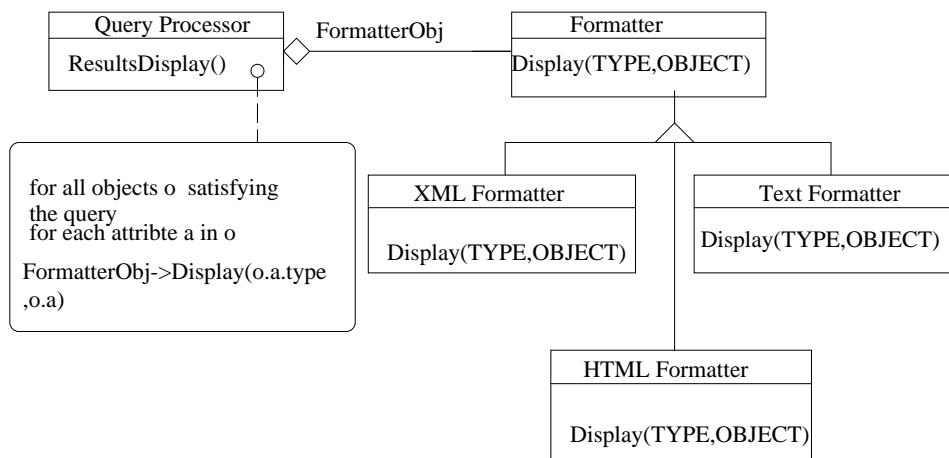 Query Processor
ResultsDisplay()
FormatterObj
Formatter
Display(TYPE,OBJECT)
for all objects o satisfying
the query
for each attribte a in o
FormatterObj->Display(o.a.type
,o.a)
XML Formatter
Display(TYPE,OBJECT)
Text Formatter
Display(TYPE,OBJECT)
HTML Formatter
Display(TYPE,OBJECT)